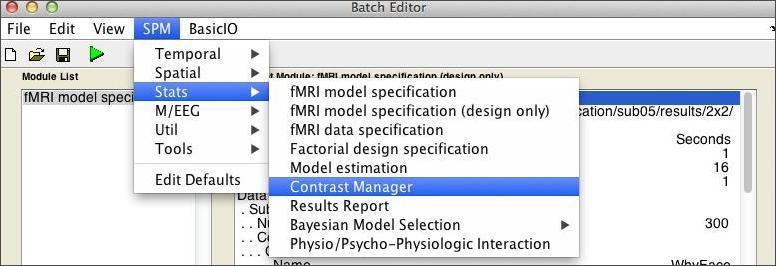 Batch Editor
File Edit View SPM BasicIO
Module List
Module: fMRI model specification (design only)
fMRI model speci
Temporal
Spatial
Stats
M/EEG
Util
Tools
Edit Defaults
fMRI model specification
fMRI model specification (design only)
fMRI data specification
Factorial design specification
Model estimation
Contrast Manager
Results Report
Bayesian Model Selection
Physio/Psycho-Physiologic Interaction
cation/sub05/results/2x2/
Seconds
1
16
1
Data
. Sub
. . Nu
300
. . Co
. . . C
Name
WhyFace